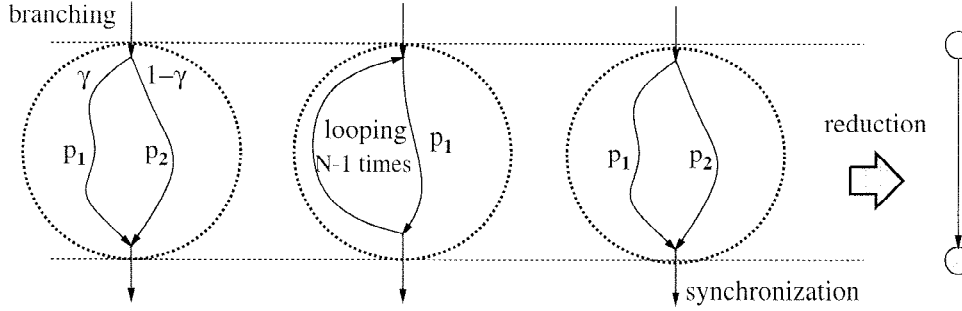 branching
γ 1−γ
p1 p2
looping
N-1 times
p1
p1 p2
reduction
synchronization